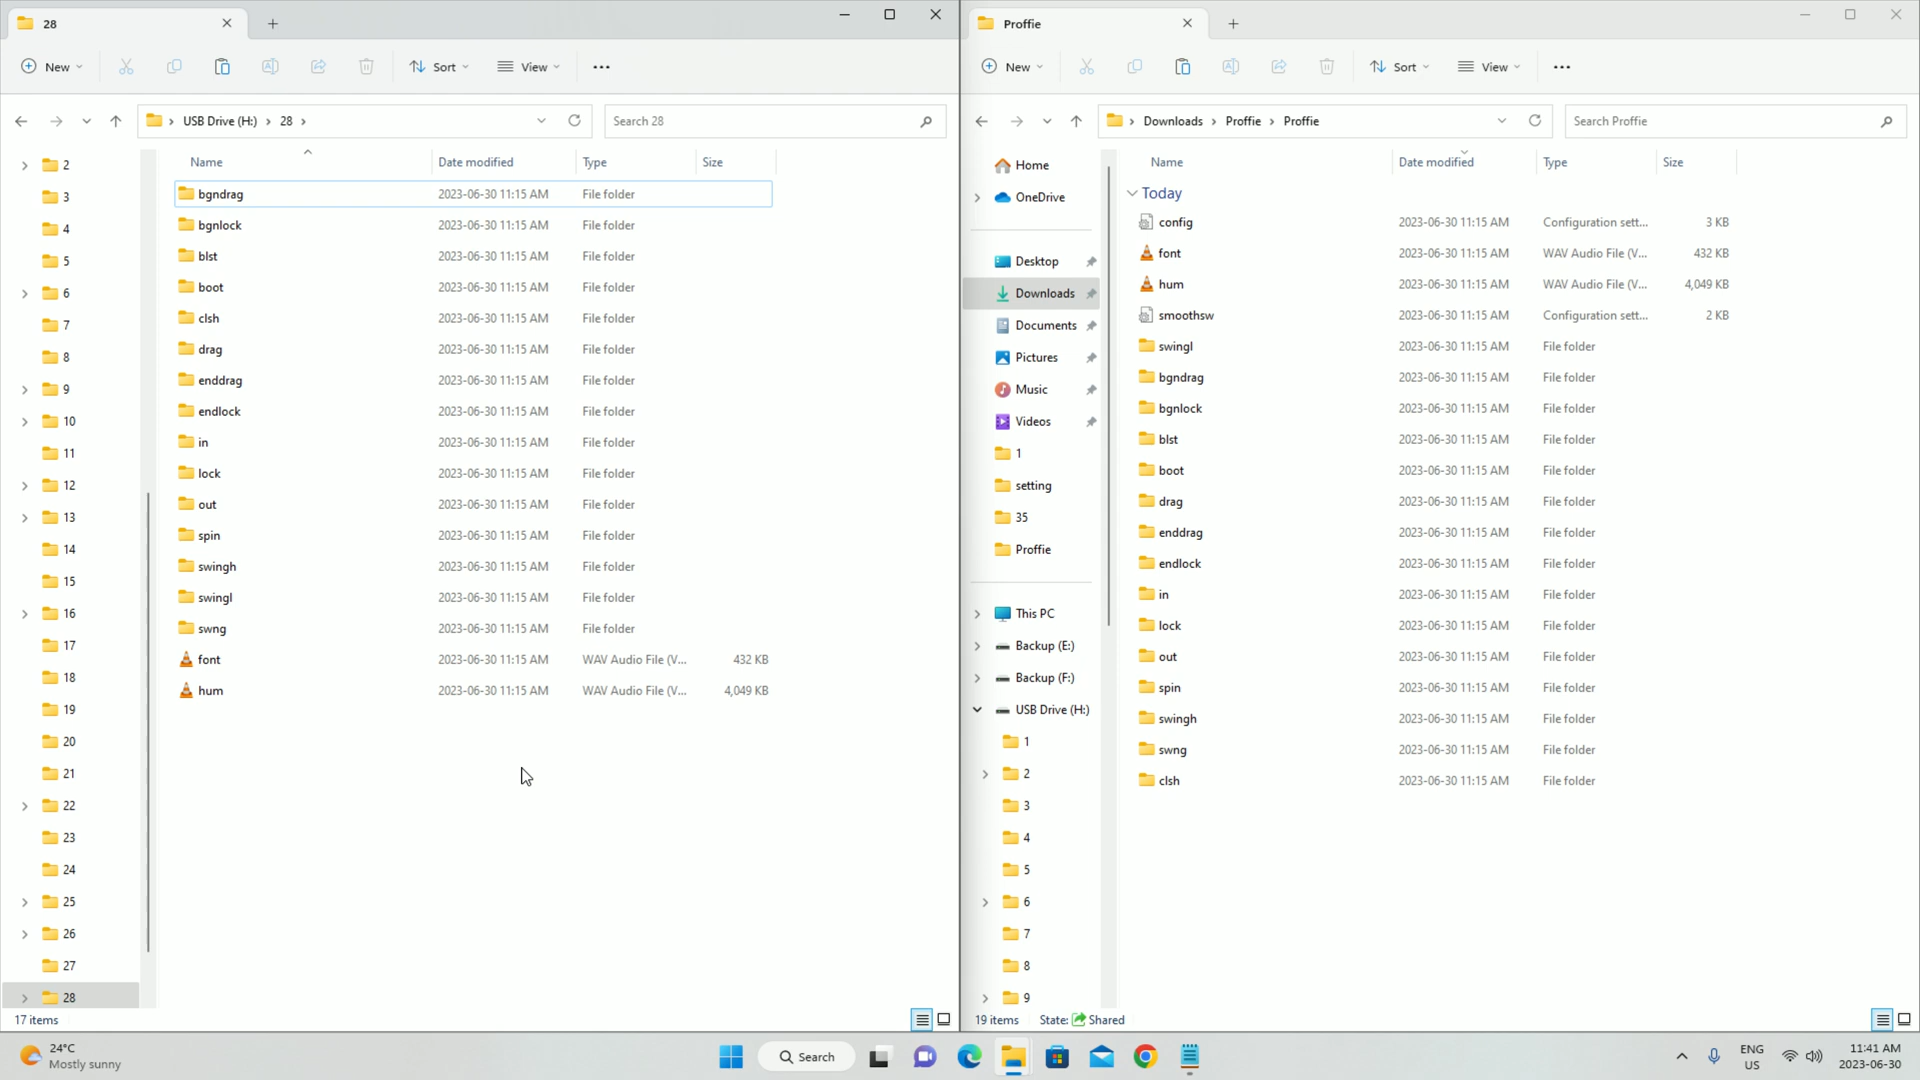 28
New
Sort
View
USB Drive (H:) > 28 >
Search 28
2
3
4
5
6
7
8
9
10
11
12
13
14
15
16
17
18
19
20
21
22
23
24
25
26
27
28
Name Date modified Type Size
bgndrag 2023-06-30 11:15 AM File folder
bgnlock 2023-06-30 11:15 AM File folder
blst 2023-06-30 11:15 AM File folder
boot 2023-06-30 11:15 AM File folder
clsh 2023-06-30 11:15 AM File folder
drag 2023-06-30 11:15 AM File folder
enddrag 2023-06-30 11:15 AM File folder
endlock 2023-06-30 11:15 AM File folder
in 2023-06-30 11:15 AM File folder
lock 2023-06-30 11:15 AM File folder
out 2023-06-30 11:15 AM File folder
spin 2023-06-30 11:15 AM File folder
swingh 2023-06-30 11:15 AM File folder
swingl 2023-06-30 11:15 AM File folder
swng 2023-06-30 11:15 AM File folder
font 2023-06-30 11:15 AM WAV Audio File (V... 432 KB
hum 2023-06-30 11:15 AM WAV Audio File (V... 4,049 KB
17 items
Proffie
New
Sort
View
Downloads > Proffie > Proffie
Search Proffie
Home
OneDrive
Desktop
Downloads
Documents
Pictures
Music
Videos
1
setting
35
Proffie
This PC
Backup (E:)
Backup (F:)
USB Drive (H:)
1
2
3
4
5
6
7
8
9
Name Date modified Type Size
Today
config 2023-06-30 11:15 AM Configuration sett... 3 KB
font 2023-06-30 11:15 AM WAV Audio File (V... 432 KB
hum 2023-06-30 11:15 AM WAV Audio File (V... 4,049 KB
smoothsw 2023-06-30 11:15 AM Configuration sett... 2 KB
swingl 2023-06-30 11:15 AM File folder
bgndrag 2023-06-30 11:15 AM File folder
bgnlock 2023-06-30 11:15 AM File folder
blst 2023-06-30 11:15 AM File folder
boot 2023-06-30 11:15 AM File folder
drag 2023-06-30 11:15 AM File folder
enddrag 2023-06-30 11:15 AM File folder
endlock 2023-06-30 11:15 AM File folder
in 2023-06-30 11:15 AM File folder
lock 2023-06-30 11:15 AM File folder
out 2023-06-30 11:15 AM File folder
spin 2023-06-30 11:15 AM File folder
swingh 2023-06-30 11:15 AM File folder
swng 2023-06-30 11:15 AM File folder
clsh 2023-06-30 11:15 AM File folder
19 items State: Shared
24°C
Mostly sunny
Search
ENG
US
11:41 AM
2023-06-30